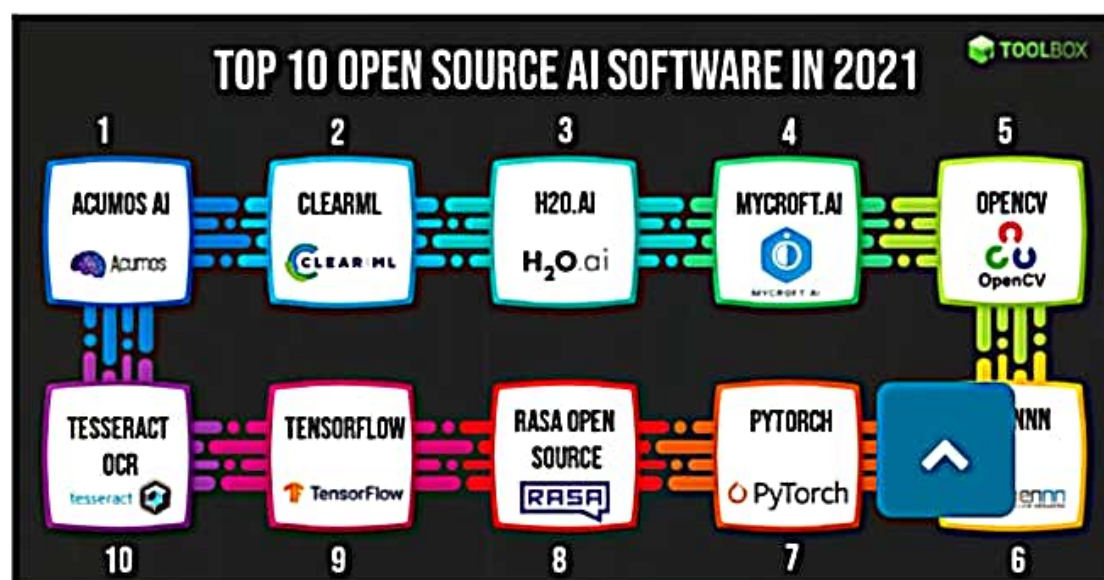 TOP 10 OPEN SOURCE AI SOFTWARE IN 2021
TOOLBOX
1
2
3
4
5
ACUMOS AI
Acumos
CLEARML
CLEAR|ML
H2O.AI
H2O.ai
MYCROFT.AI
MYCROFT AI
OPENCV
OpenCV
TESSERACT
OCR
tesseract
TENSORFLOW
TensorFlow
RASA OPEN
SOURCE
RASA
PYTORCH
PyTorch
NNN
ennn
10
9
8
7
6